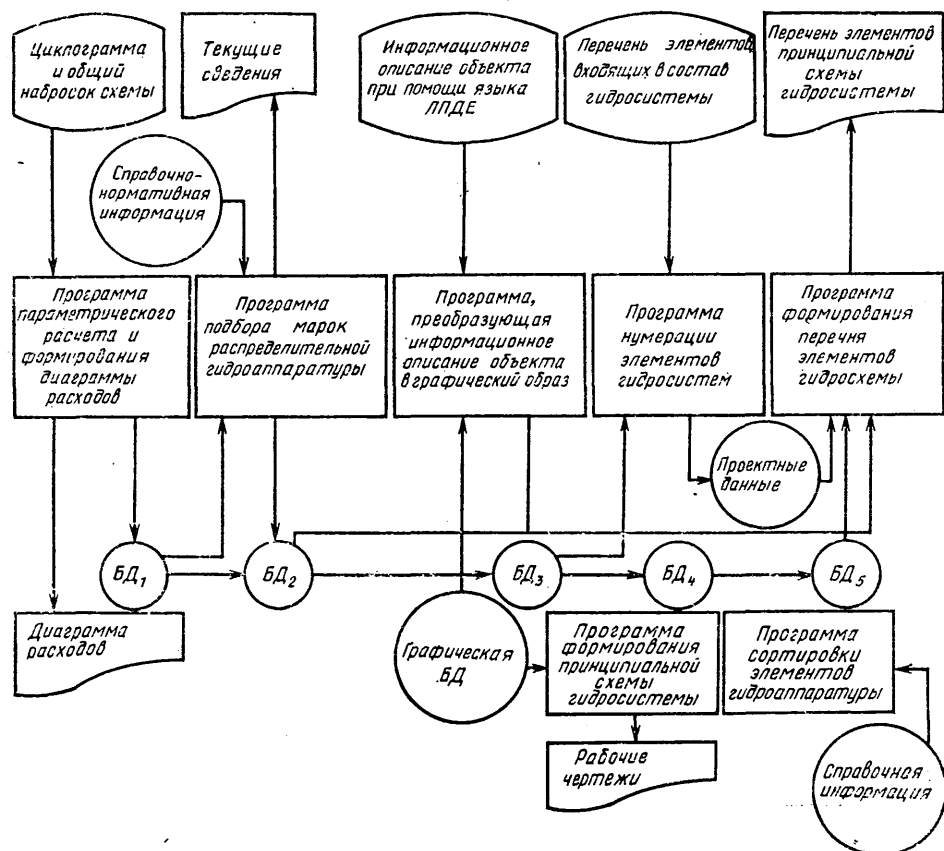 Циклограмма
и общий
набросок схемы
Текущие
сведения
Информационное
описание объекта
при помощи языка
ЛПДЕ
Перечень элементов,
входящих в состав
гидросистемы
Перечень элементов
принципиальной
схемы
гидросистемы
Справочно-
нормативная
информация
Программа
параметрического
расчета и
формирования
диаграммы
расходов
Программа
подбора марок
распределительной
гидроаппаратуры
Программа,
преобразующая
информационное
описание объекта
в графический образ
Программа
нумерации
элементов
гидросистем
Программа
формирования
перечня
элементов
гидросхемы
Проектные
данные
БД1
БД2
БД3
БД4
БД5
Диаграмма
расходов
Графическая
БД
Программа
формирования
принципиальной
схемы
гидросистемы
Программа
сортировки
элементов
гидроаппаратуры
Рабочие
чертежи
Справочная
информация